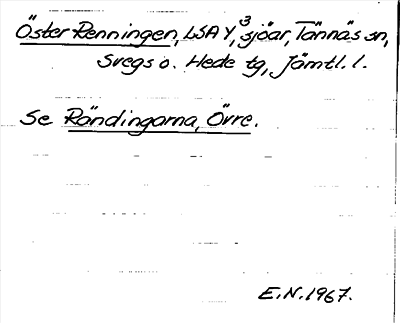 Öster Renningen, LSA Y, 3 sjöar, Tännäs sn,
Svegs o. Hede tg, Jämtl. l.
Se Rändingarna, Övre.
E.N. 1967.